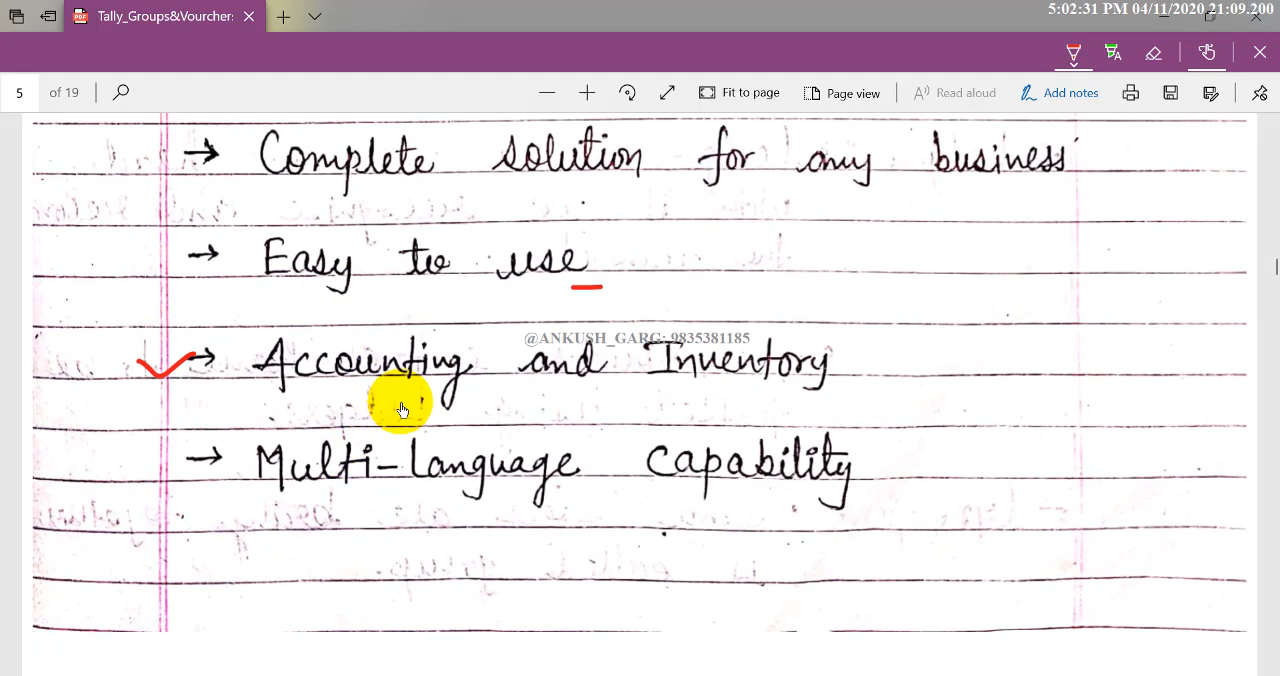 Tally_Groups&Vourcher:
5:02:31 PM 04/11/2020 21:09.200
5 of 19 Fit to page Page view Read aloud Add notes
→ Complete solution for any business
→ Easy to use
@ANKUSH_GARG: 9835381185
→ Accounting and Inventory
→ Multi-language capability